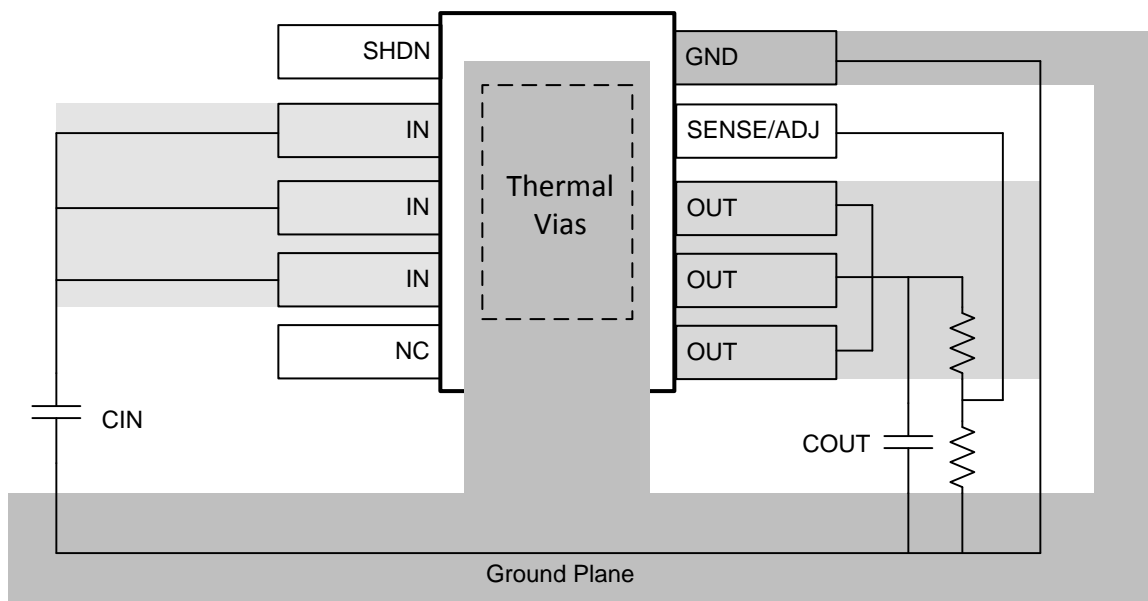 SHDN
IN
IN
IN
NC
Thermal
Vias
GND
SENSE/ADJ
OUT
OUT
OUT
CIN
COUT
Ground Plane